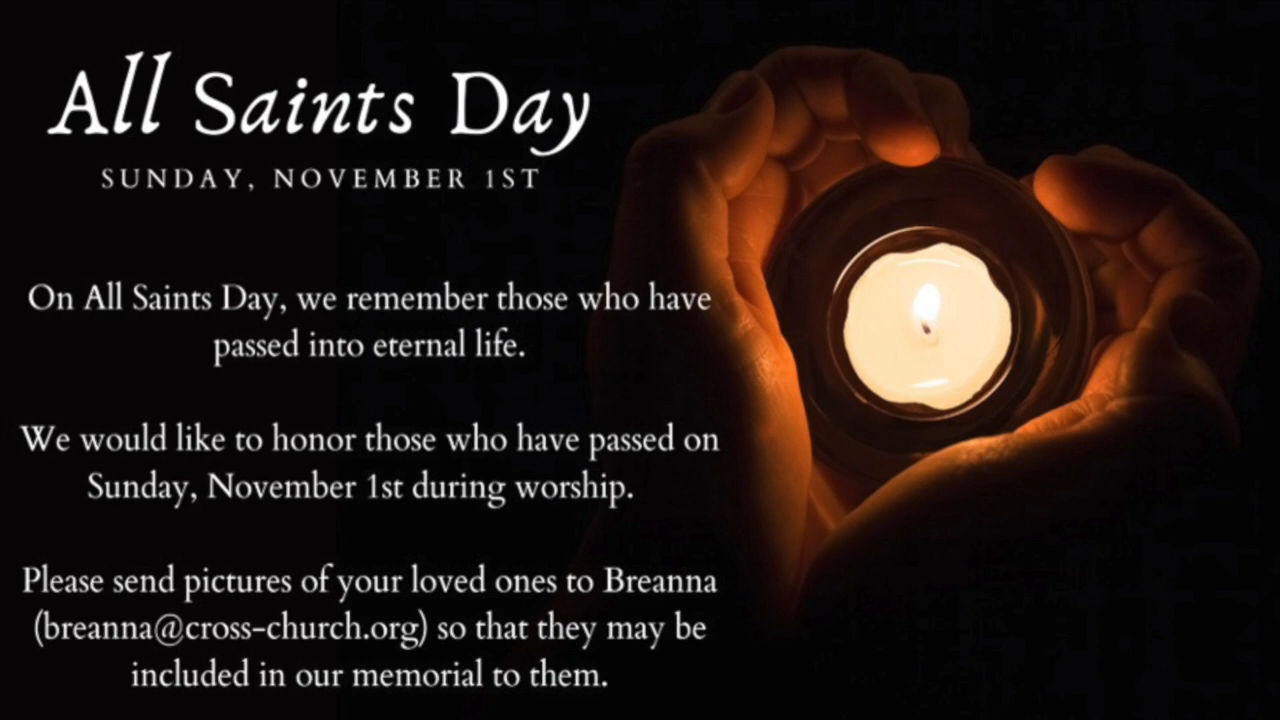 All Saints Day
SUNDAY, NOVEMBER 1ST
On All Saints Day, we remember those who have
passed into eternal life.
We would like to honor those who have passed on
Sunday, November 1st during worship.
Please send pictures of your loved ones to Breanna
(breanna@cross-church.org) so that they may be
included in our memorial to them.